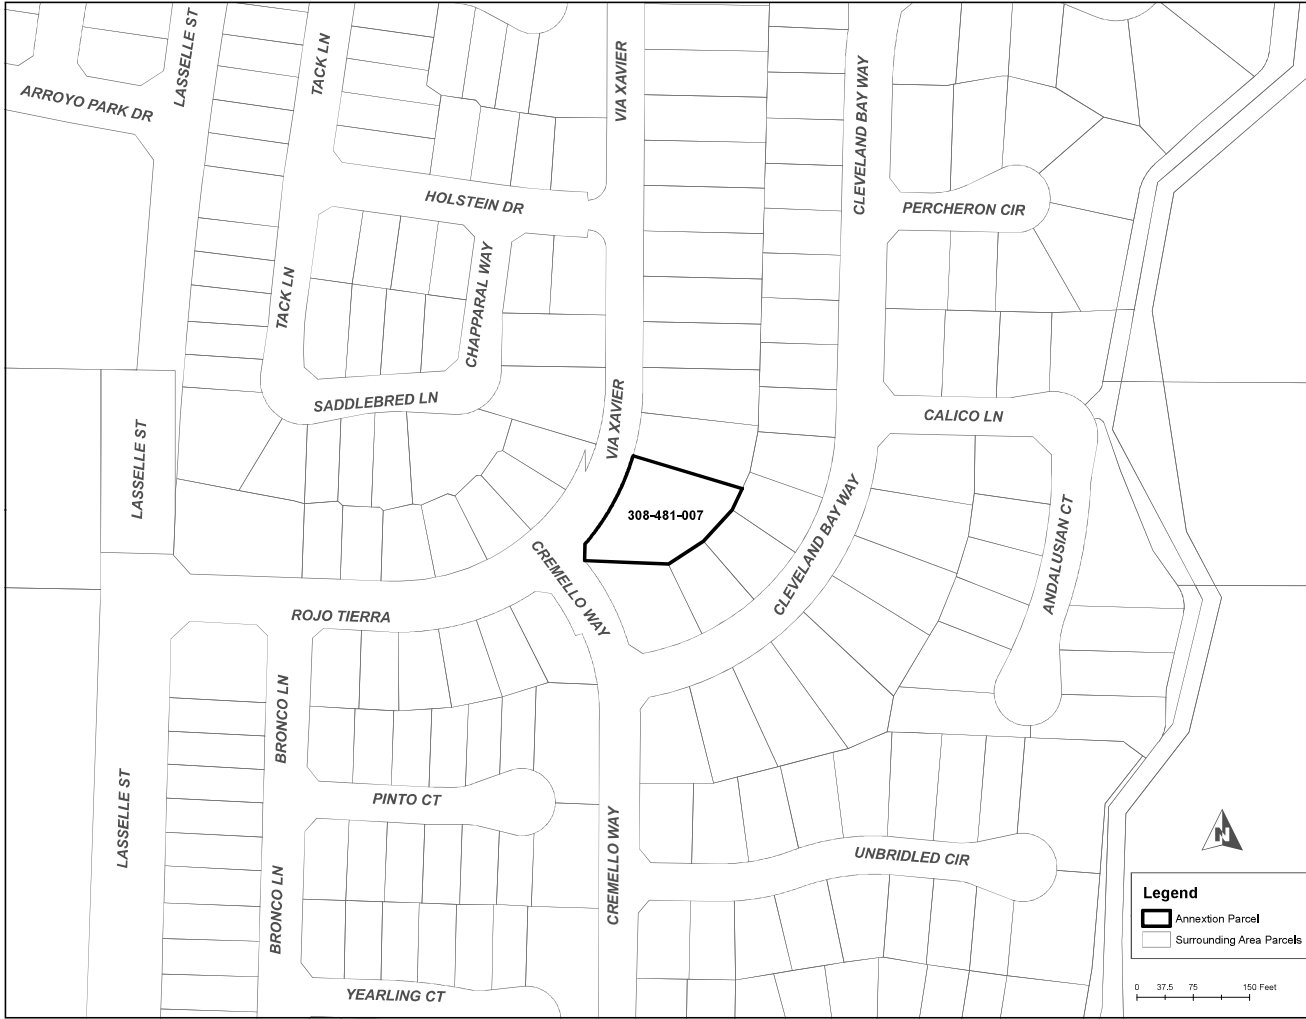 LASSELLE ST
TACK LN
VIA XAVIER
CLEVELAND BAY WAY
ARROYO PARK DR
HOLSTEIN DR
PERCHERON CIR
TACK LN
CHAPPARAL WAY
SADDLEBRED LN
VIA XAVIER
CALICO LN
LASSELLE ST
308-481-007
CLEVELAND BAY WAY
ANDALUSIAN CT
CREMELLO WAY
ROJO TIERRA
BRONCO LN
PINTO CT
LASSELLE ST
CREMELLO WAY
UNBRIDLED CIR
BRONCO LN
YEARLING CT
N
Legend
Annextion Parcel
Surrounding Area Parcels
0 37.5 75 150 Feet